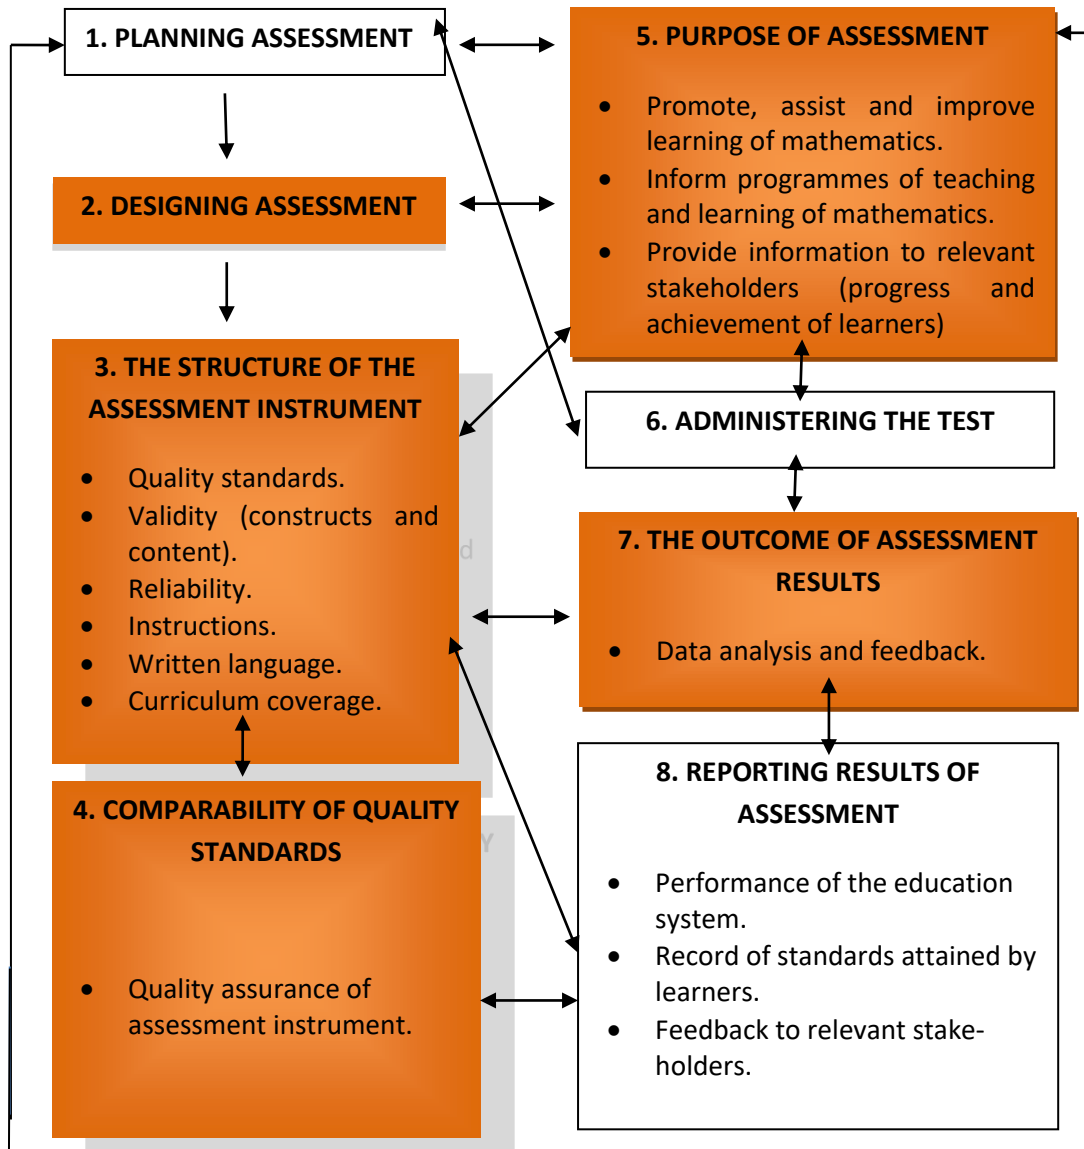 1. PLANNING ASSESSMENT
2. DESIGNING ASSESSMENT
3. THE STRUCTURE OF THE
ASSESSMENT INSTRUMENT
• Quality standards.
• Validity (constructs and
content).
• Reliability.
• Instructions.
• Written language.
• Curriculum coverage.
d
4. COMPARABILITY OF QUALITY
STANDARDS
Y
• Quality assurance of
assessment instrument.
5. PURPOSE OF ASSESSMENT
• Promote, assist and improve
learning of mathematics.
• Inform programmes of teaching
and learning of mathematics.
• Provide information to relevant
stakeholders (progress and
achievement of learners)
6. ADMINISTERING THE TEST
7. THE OUTCOME OF ASSESSMENT
RESULTS
• Data analysis and feedback.
8. REPORTING RESULTS OF
ASSESSMENT
• Performance of the education
system.
• Record of standards attained by
learners.
• Feedback to relevant stake-
holders.